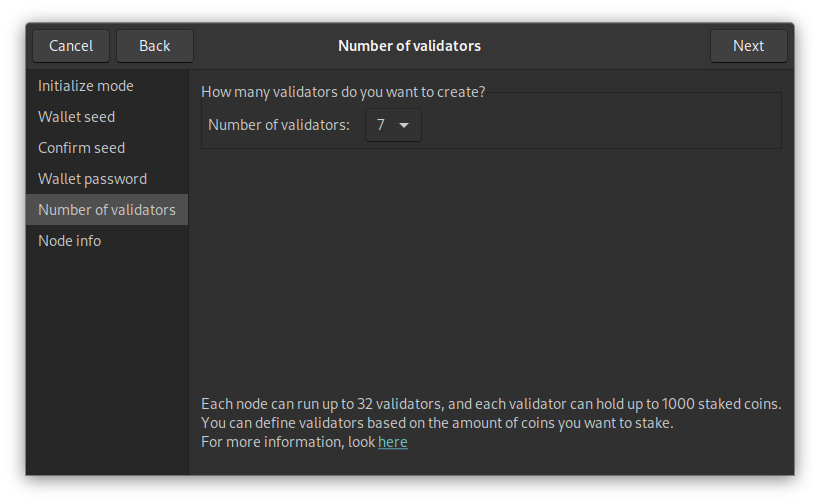 Cancel
Back
Number of validators
Next
Initialize mode
Wallet seed
Confirm seed
Wallet password
Number of validators
Node info
How many validators do you want to create?
Number of validators: 7
Each node can run up to 32 validators, and each validator can hold up to 1000 staked coins.
You can define validators based on the amount of coins you want to stake.
For more information, look here